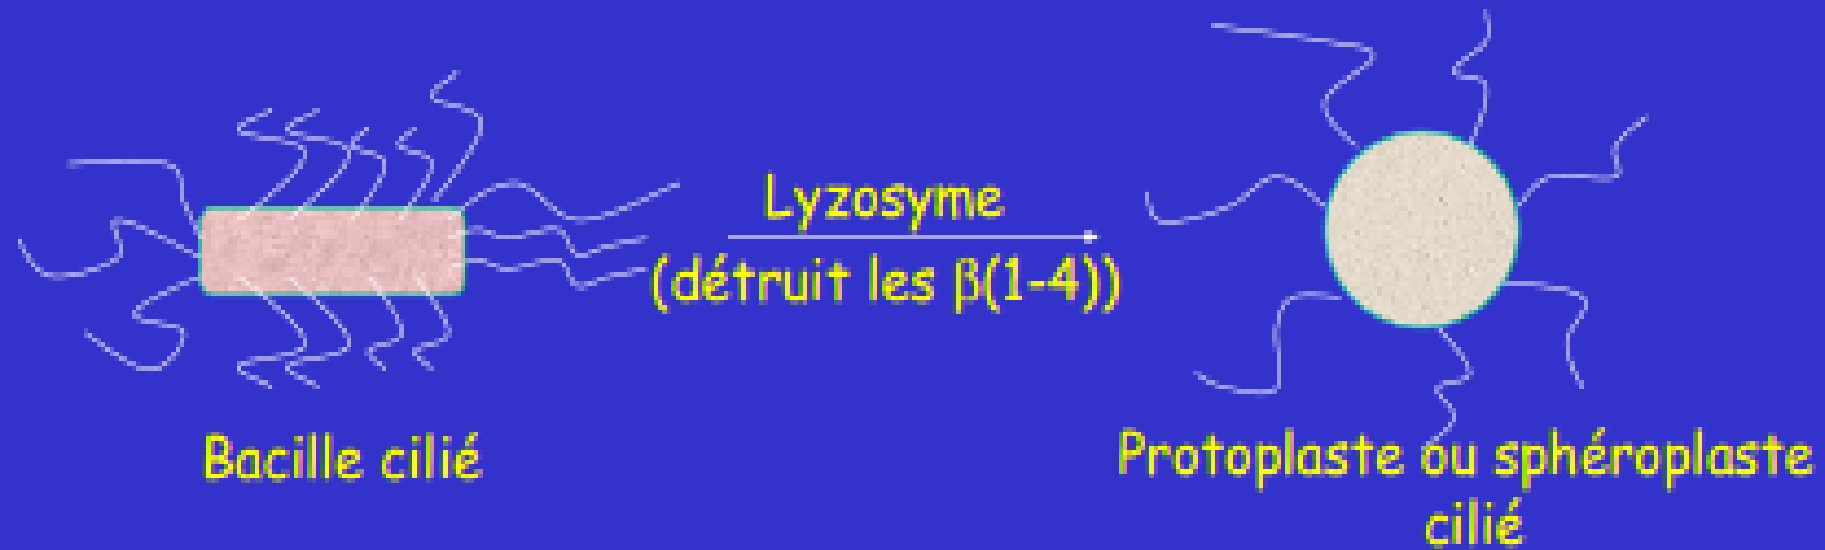 Lyzosyme
(détruit les β(1-4))
Bacille cilié
Protoplaste ou sphéroplaste
cilié